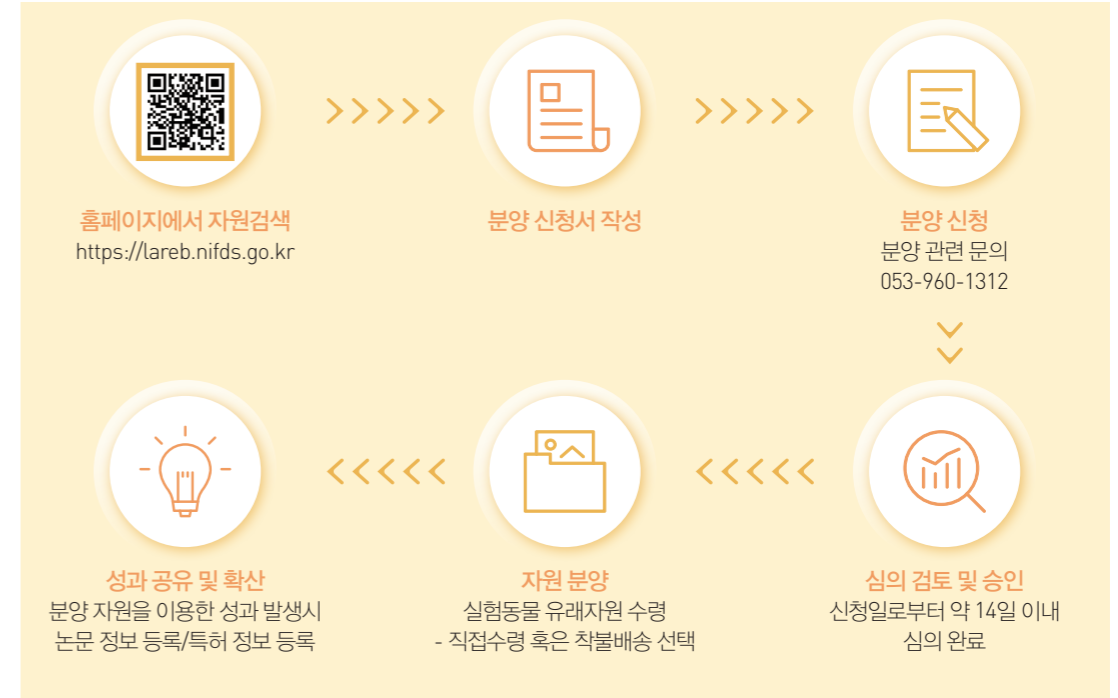 홈페이지에서 자원검색
https://lareb.nifds.go.kr
분양 신청서 작성
분양 신청
분양 관련 문의
053-960-1312
심의 검토 및 승인
신청일로부터 약 14일 이내
심의 완료
자원 분양
실험동물 유래자원 수령
- 직접수령 혹은 착불배송 선택
성과 공유 및 확산
분양 자원을 이용한 성과 발생시
논문 정보 등록/특허 정보 등록